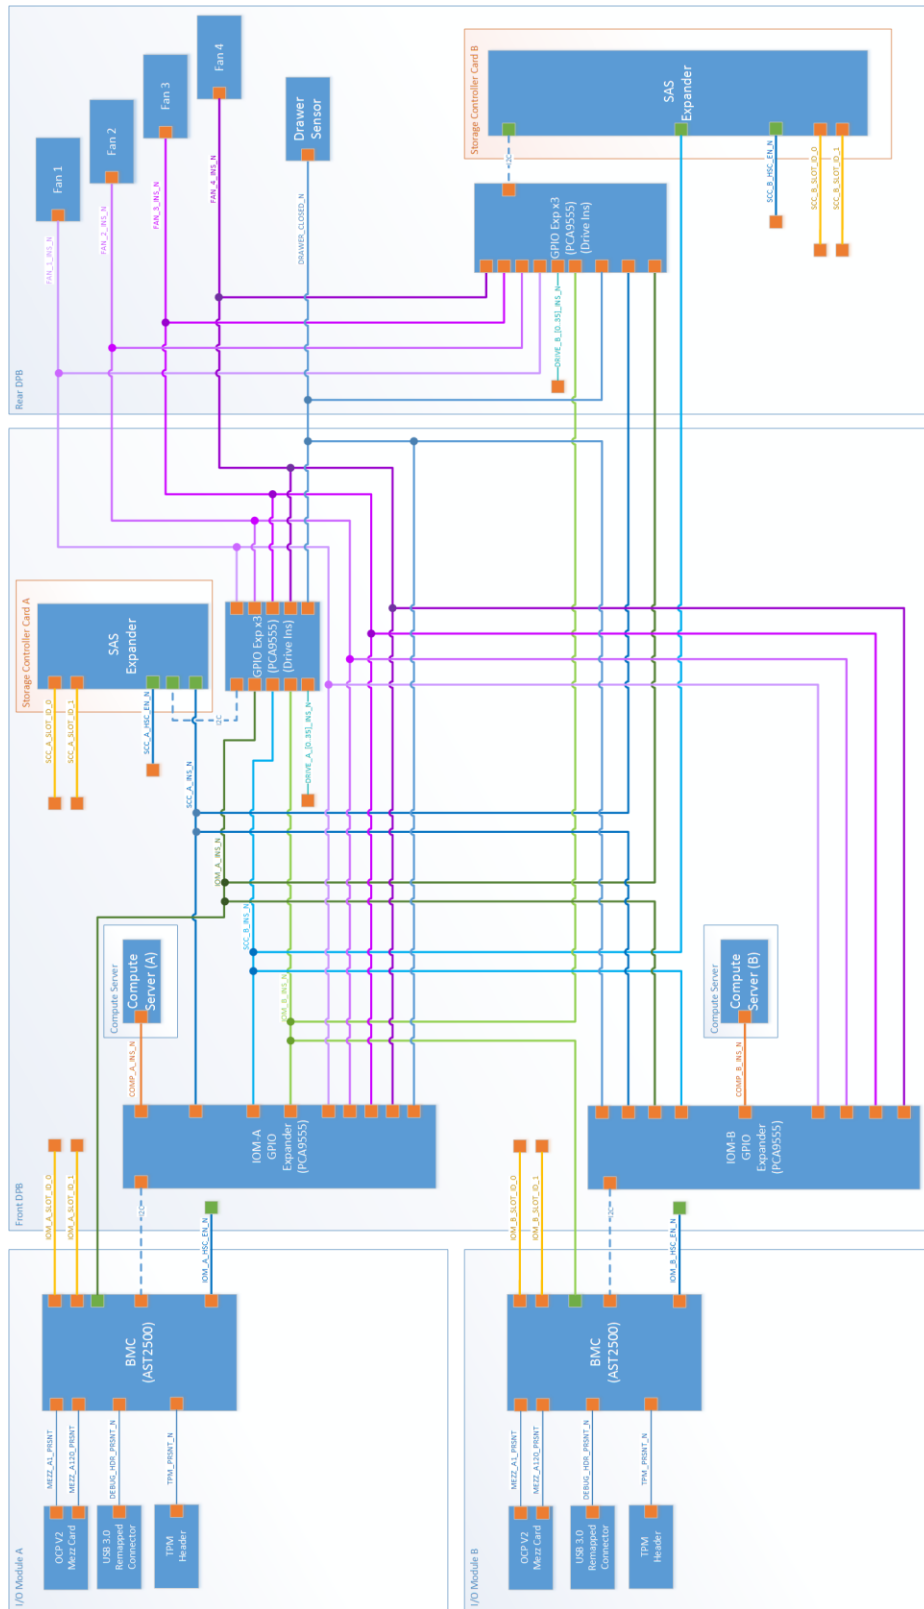 Rear DPB
Fan 1
Fan 2
Fan 3
Fan 4
Drawer
Sensor
FAN_1_INS_N
FAN_2_INS_N
FAN_3_INS_N
FAN_4_INS_N
DRAWER_CLOSED_N
Storage Controller Card B
SAS
Expander
I2C
SCC_B_HSC_EN_N
SCC_B_SLOT_ID_0
SCC_B_SLOT_ID_1
GPIO Exp x3
(PCA9555)
(Drive Ins)
DRIVE_B_[0..35]_INS_N
Front DPB
Storage Controller Card A
SAS
Expander
SCC_A_SLOT_ID_0
SCC_A_SLOT_ID_1
SCC_A_HSC_EN_N
I2C
SCC_A_INS_N
GPIO Exp x3
(PCA9555)
(Drive Ins)
DRIVE_A_[0..35]_INS_N
IOM_A_INS_N
SCC_B_INS_N
IOM_B_INS_N
Compute Server
Compute
Server (A)
COMP_A_INS_N
Compute Server
Compute
Server (B)
COMP_B_INS_N
IOM-A
GPIO
Expander
(PCA9555)
IOM-B
GPIO
Expander
(PCA9555)
IOM_A_SLOT_ID_0
IOM_A_SLOT_ID_1
I2C
IOM_A_HSC_EN_N
IOM_B_SLOT_ID_0
IOM_B_SLOT_ID_1
I2C
IOM_B_HSC_EN_N
I/O Module A
BMC
(AST2500)
MEZZ_A1_PRSNT
MEZZ_A120_PRSNT
DEBUG_HDR_PRSNT_N
TPM_PRSNT_N
OCP V2
Mezz Card
USB 3.0
Remapped
Connector
TPM
Header
I/O Module B
BMC
(AST2500)
MEZZ_A1_PRSNT
MEZZ_A120_PRSNT
DEBUG_HDR_PRSNT_N
TPM_PRSNT_N
OCP V2
Mezz Card
USB 3.0
Remapped
Connector
TPM
Header